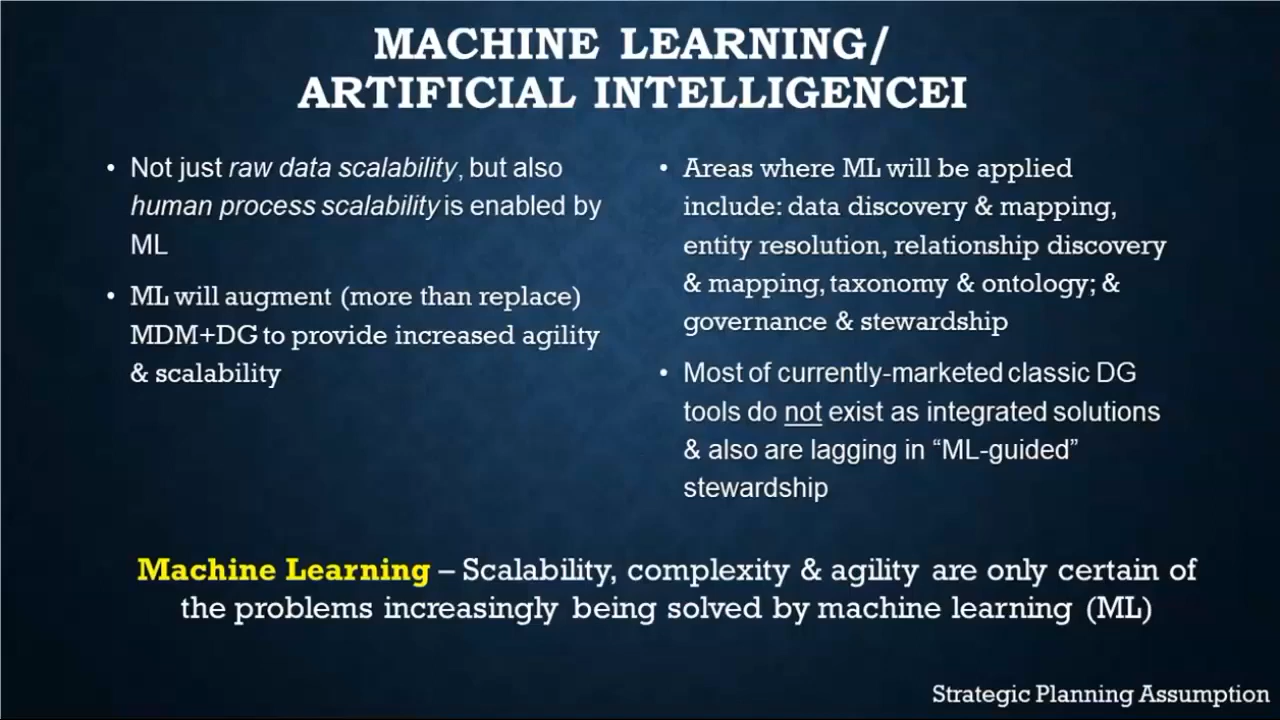 MACHINE LEARNING/
ARTIFICIAL INTELLIGENCEI
• Not just raw data scalability, but also
human process scalability is enabled by
ML
• ML will augment (more than replace)
MDM+DG to provide increased agility
& scalability
• Areas where ML will be applied
include: data discovery & mapping,
entity resolution, relationship discovery
& mapping, taxonomy & ontology; &
governance & stewardship
• Most of currently-marketed classic DG
tools do not exist as integrated solutions
& also are lagging in “ML-guided”
stewardship
Machine Learning – Scalability, complexity & agility are only certain of
the problems increasingly being solved by machine learning (ML)
Strategic Planning Assumption